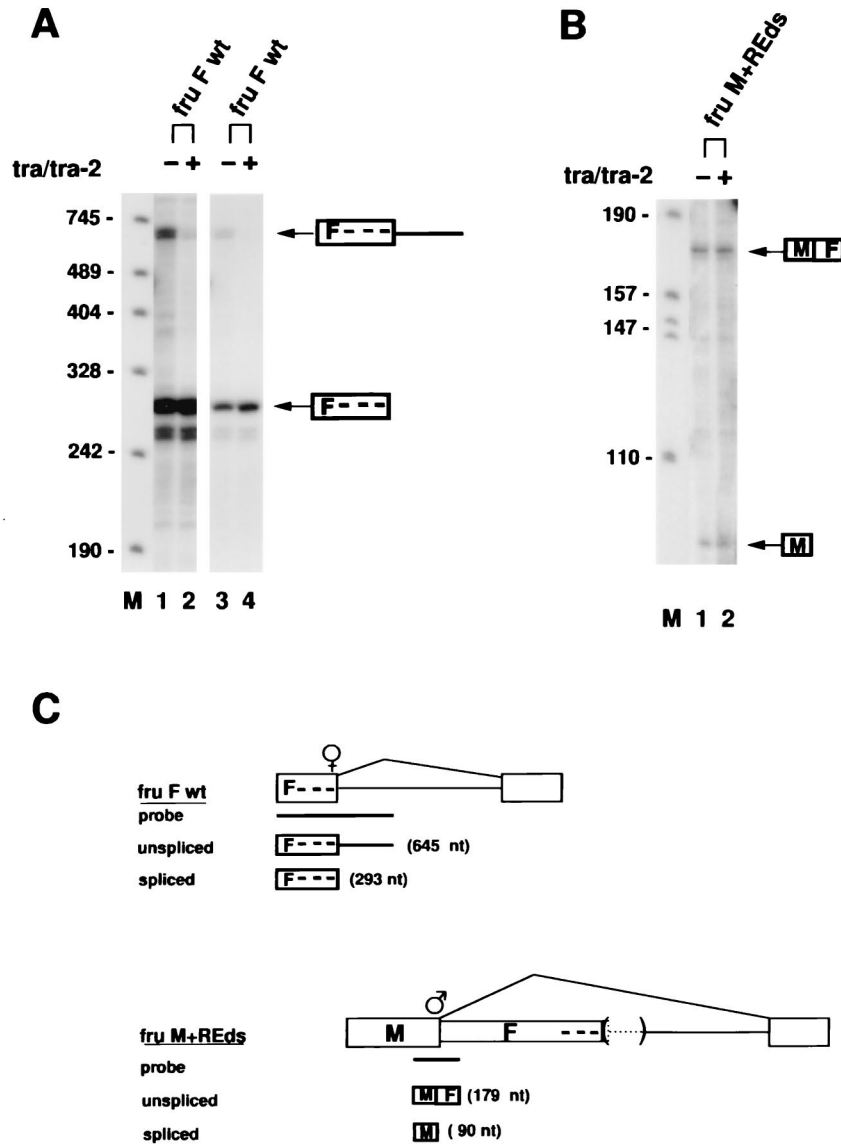 A
fru F wt
fru F wt
tra/tra-2 - + - +
745 -
489 -
404 -
328 -
242 -
190 -
F - - -
F - - -
M 1 2 3 4
B
fru M+REds
tra/tra-2 - +
190 -
157 -
147 -
110 -
M F
M
M 1 2
C
♀
fru F wt
F - - -
probe
unspliced F - - - (645 nt)
spliced F - - - (293 nt)
♂
fru M+REds
M F - - - ( )
probe
unspliced M F (179 nt)
spliced M ( 90 nt)